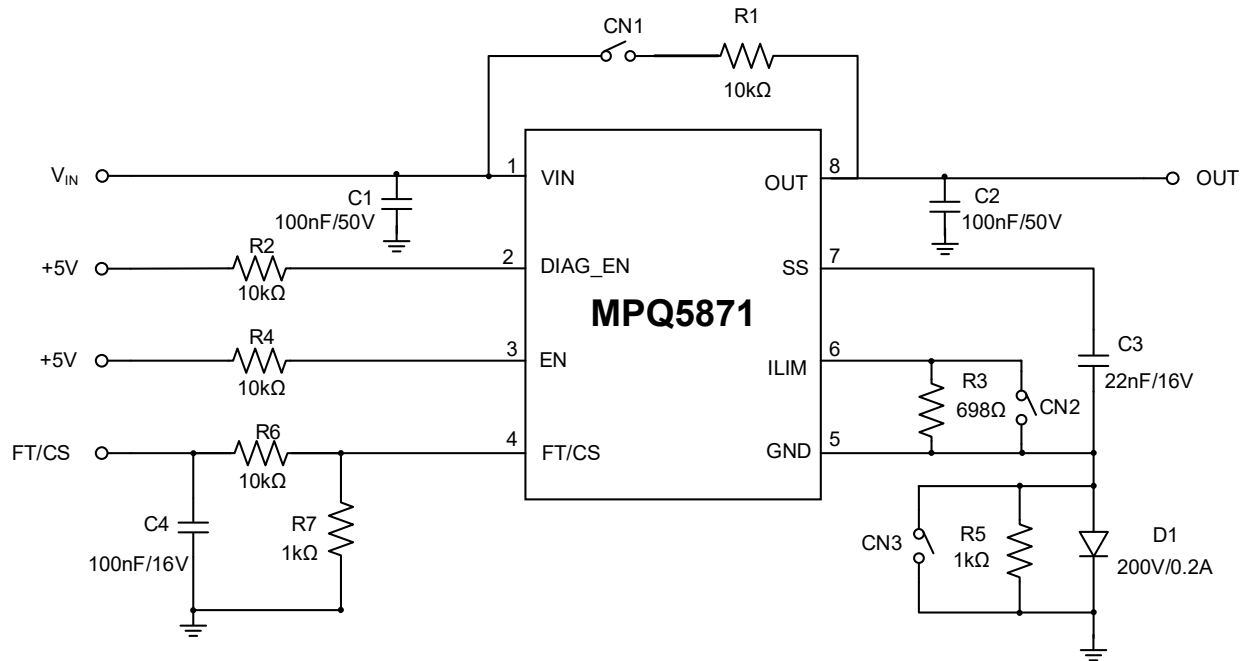 CN1
R1
10kΩ
VIN
1
VIN
C1
100nF/50V
OUT
8
OUT
C2
100nF/50V
+5V
R2
10kΩ
2
DIAG_EN
SS
7
MPQ5871
+5V
R4
10kΩ
3
EN
ILIM
6
C3
22nF/16V
R3
698Ω
CN2
FT/CS
R6
10kΩ
4
FT/CS
GND
5
C4
100nF/16V
R7
1kΩ
CN3
R5
1kΩ
D1
200V/0.2A